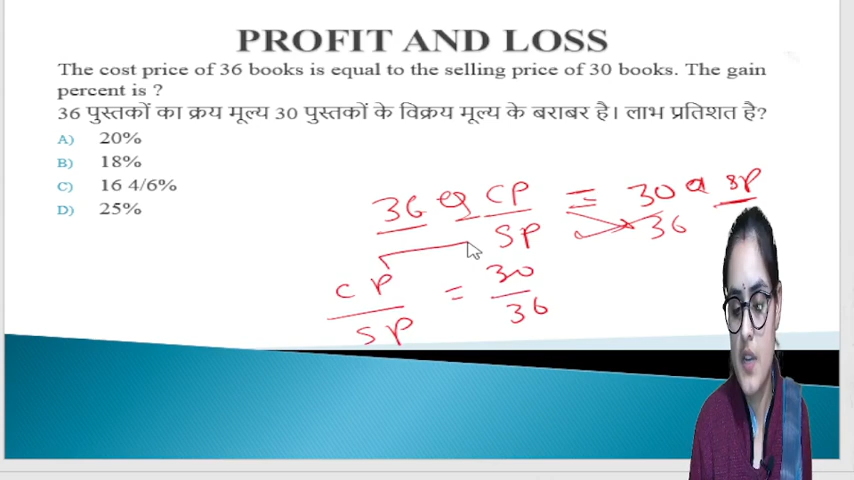 PROFIT AND LOSS
The cost price of 36 books is equal to the selling price of 30 books. The gain
percent is ?
36 पुस्तकों का क्रय मूल्य 30 पुस्तकों के विक्रय मूल्य के बराबर है। लाभ प्रतिशत है?
A) 20%
B) 18%
C) 16 4/6%
D) 25%
36 CP = 30 SP
SP 36
CP = 30
SP 36